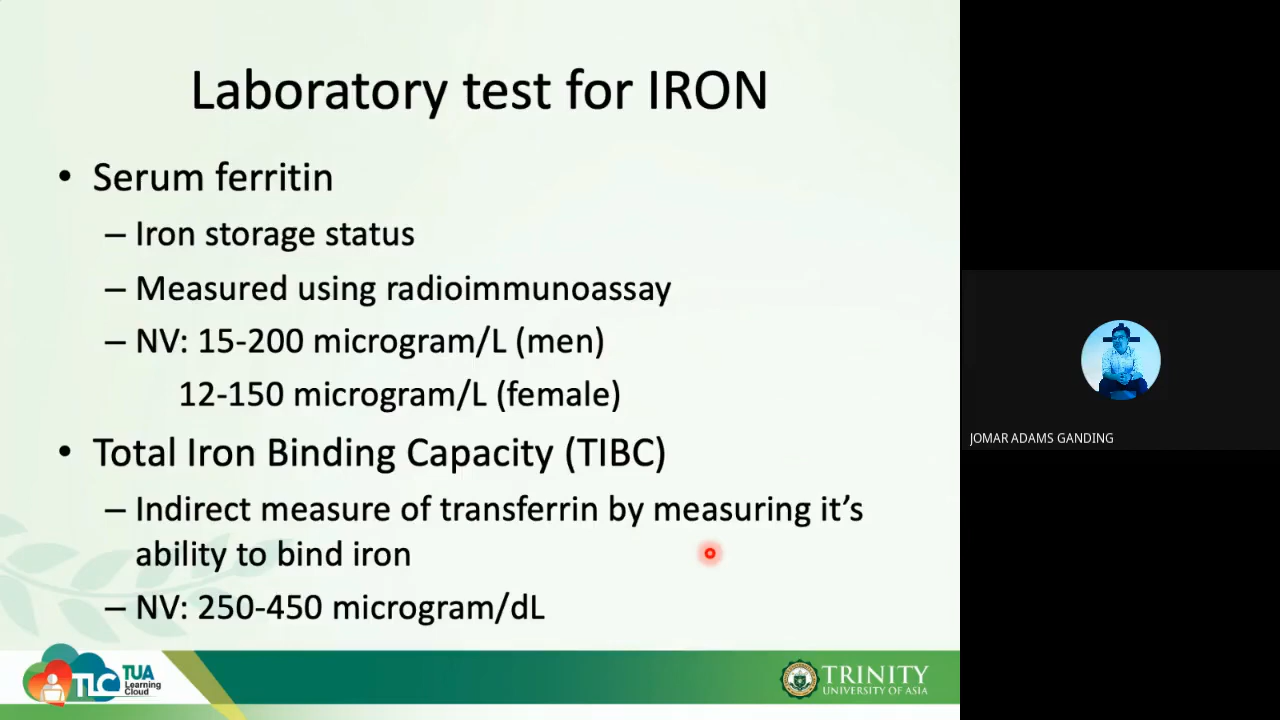 Laboratory test for IRON
• Serum ferritin
– Iron storage status
– Measured using radioimmunoassay
– NV: 15-200 microgram/L (men)
12-150 microgram/L (female)
• Total Iron Binding Capacity (TIBC)
– Indirect measure of transferrin by measuring it's
ability to bind iron
– NV: 250-450 microgram/dL
TLC TUA
Learning
Cloud
TRINITY
UNIVERSITY OF ASIA
JOMAR ADAMS GANDING